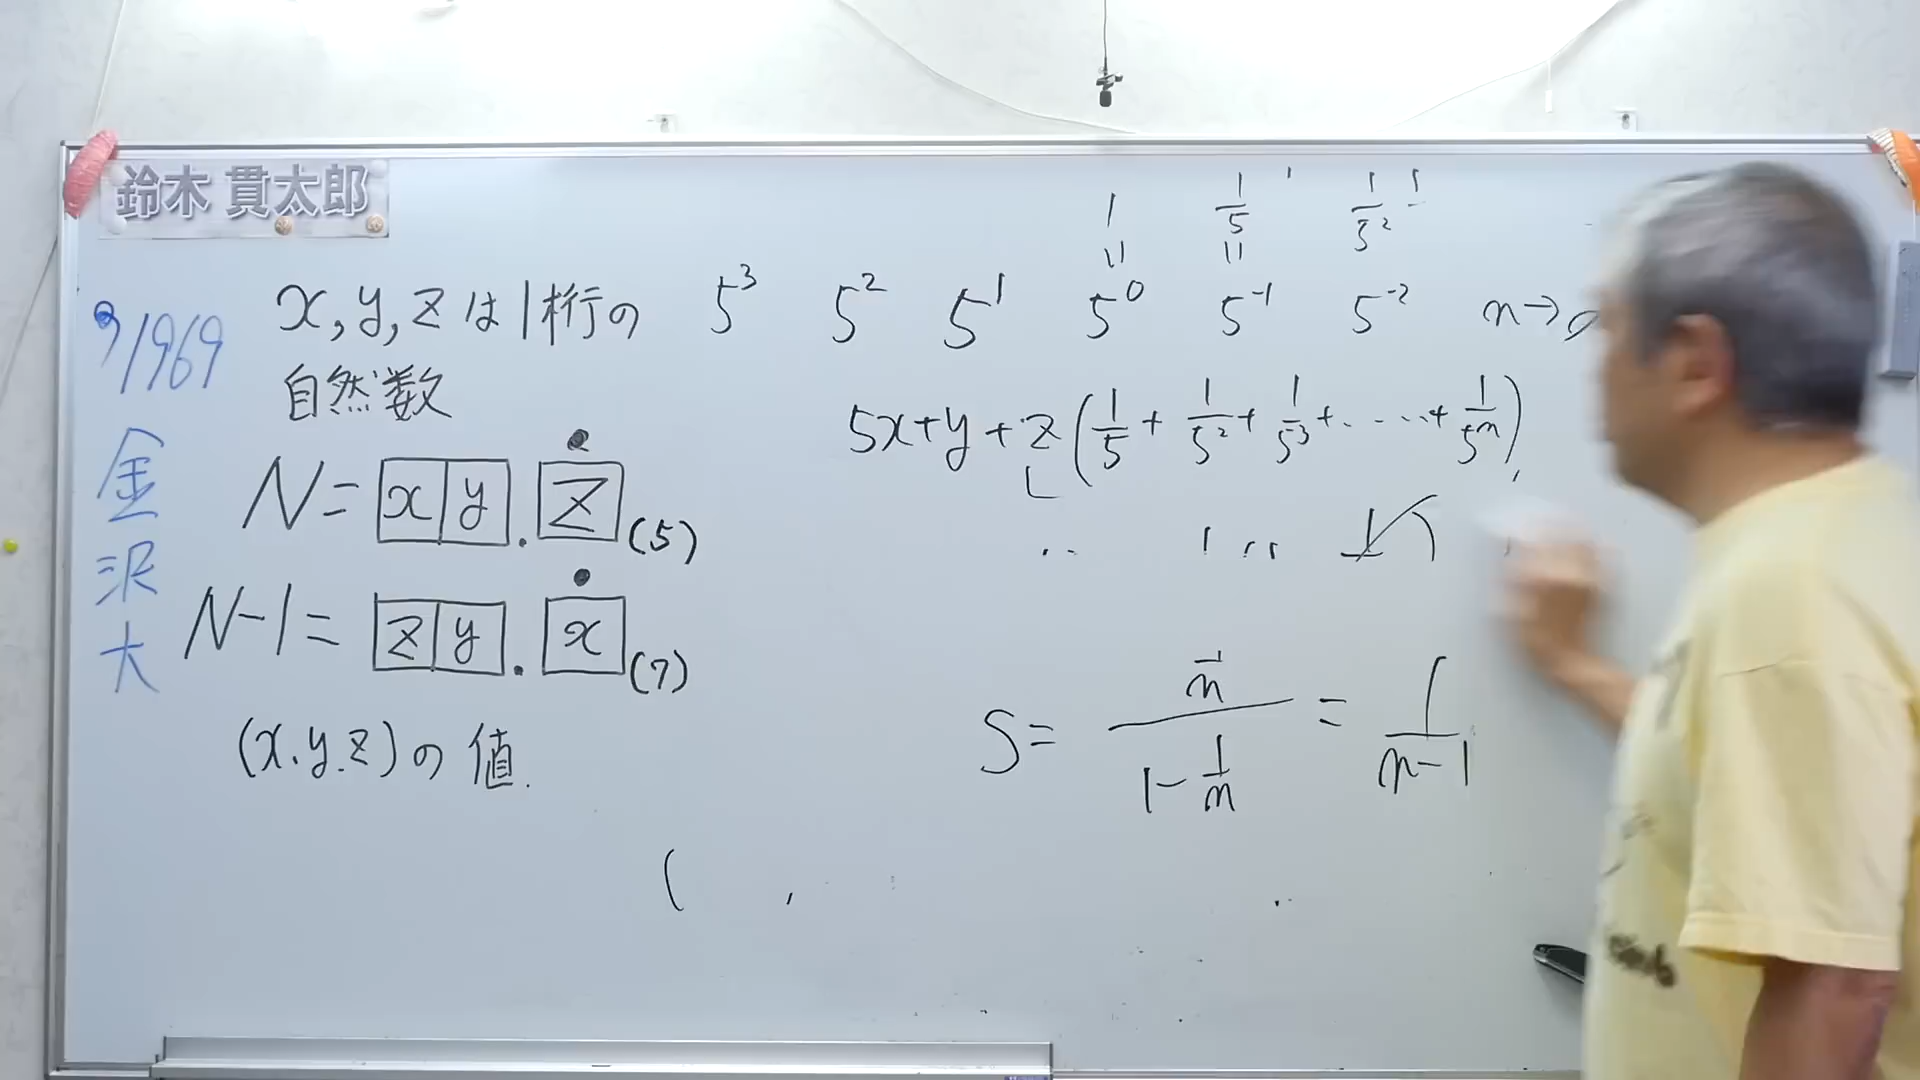 鈴木 貫太郎
1969
金沢大
x, y, z は1桁の
自然数
N = x y . ż (5)
N-1 = z y . ẋ (7)
(x.y.z)の値.
1 1/5 1/5²
5³ 5² 5¹ 5⁰ 5⁻¹ 5⁻² n→
5x+y+z(1/5 + 1/5² + 1/5³ + ····· + 1/5ⁿ)
S = (1/n)/(1-1/n) = 1/(n-1)